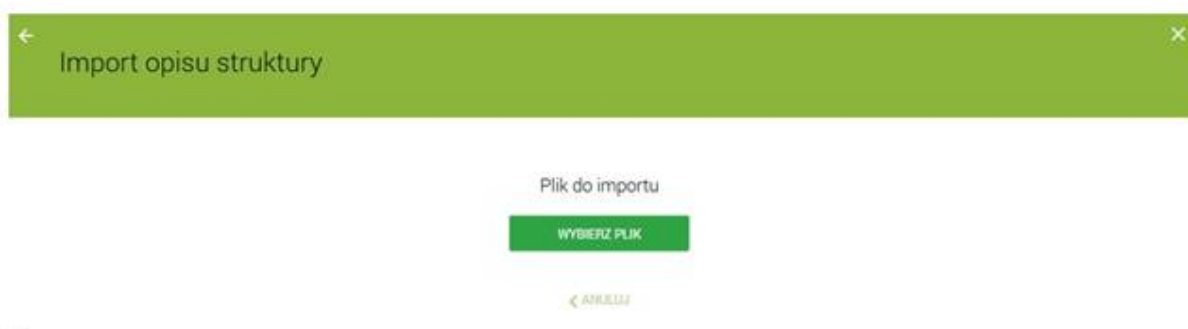 Import opisu struktury
Plik do importu
WYBIERZ PLIK
ANULUJ